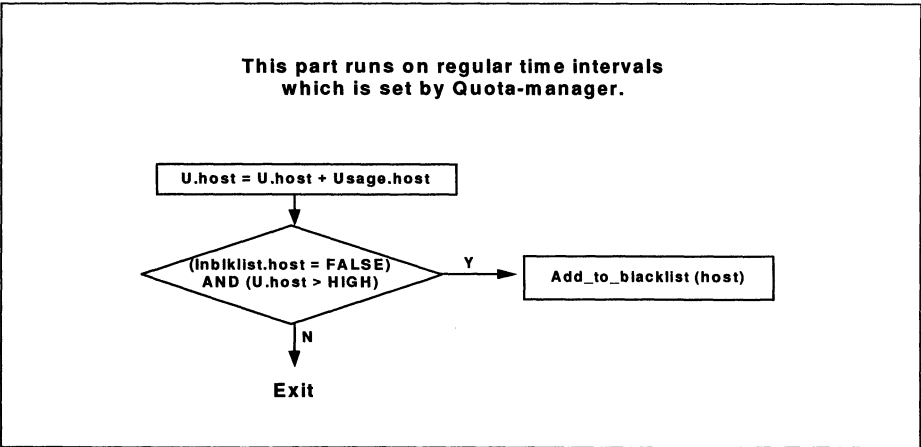 This part runs on regular time intervals
which is set by Quota-manager.
U.host = U.host + Usage.host
(Inblklist.host = FALSE)
AND (U.host > HIGH)
Y
Add_to_blacklist (host)
N
Exit